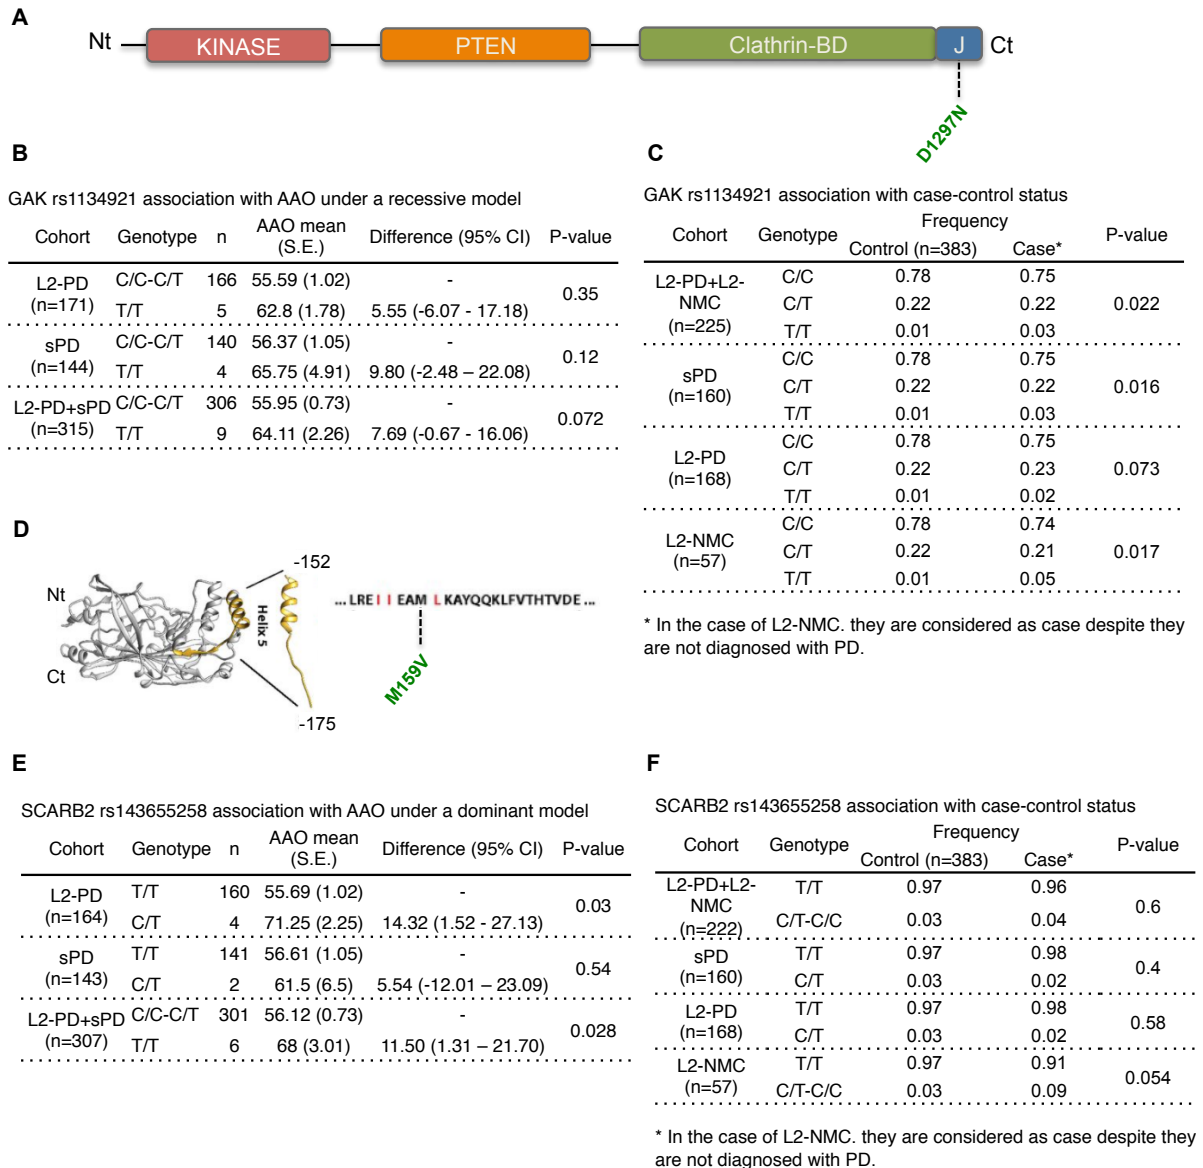 A
Nt KINASE PTEN Clathrin-BD J Ct
D1297N
B
GAK rs1134921 association with AAO under a recessive model
Cohort Genotype n AAO mean (S.E.) Difference (95% CI) P-value
L2-PD (n=171) C/C-C/T 166 55.59 (1.02) - 0.35
T/T 5 62.8 (1.78) 5.55 (-6.07 - 17.18)
sPD (n=144) C/C-C/T 140 56.37 (1.05) - 0.12
T/T 4 65.75 (4.91) 9.80 (-2.48 – 22.08)
L2-PD+sPD (n=315) C/C-C/T 306 55.95 (0.73) - 0.072
T/T 9 64.11 (2.26) 7.69 (-0.67 - 16.06)
C
GAK rs1134921 association with case-control status
Cohort Genotype Frequency P-value
Control (n=383) Case*
L2-PD+L2-NMC (n=225) C/C 0.78 0.75 0.022
C/T 0.22 0.22
T/T 0.01 0.03
sPD (n=160) C/C 0.78 0.75 0.016
C/T 0.22 0.22
T/T 0.01 0.03
L2-PD (n=168) C/C 0.78 0.75 0.073
C/T 0.22 0.23
T/T 0.01 0.02
L2-NMC (n=57) C/C 0.78 0.74 0.017
C/T 0.22 0.21
T/T 0.01 0.05
* In the case of L2-NMC. they are considered as case despite they
are not diagnosed with PD.
D
Nt
Ct
-152
Helix 5
-175
... LRE I I EAM L KAYQQKLFVTHTVDE ...
M159V
E
SCARB2 rs143655258 association with AAO under a dominant model
Cohort Genotype n AAO mean (S.E.) Difference (95% CI) P-value
L2-PD (n=164) T/T 160 55.69 (1.02) - 0.03
C/T 4 71.25 (2.25) 14.32 (1.52 - 27.13)
sPD (n=143) T/T 141 56.61 (1.05) - 0.54
C/T 2 61.5 (6.5) 5.54 (-12.01 – 23.09)
L2-PD+sPD (n=307) C/C-C/T 301 56.12 (0.73) - 0.028
T/T 6 68 (3.01) 11.50 (1.31 – 21.70)
F
SCARB2 rs143655258 association with case-control status
Cohort Genotype Frequency P-value
Control (n=383) Case*
L2-PD+L2-NMC (n=222) T/T 0.97 0.96 0.6
C/T-C/C 0.03 0.04
sPD (n=160) T/T 0.97 0.98 0.4
C/T 0.03 0.02
L2-PD (n=168) T/T 0.97 0.98 0.58
C/T 0.03 0.02
L2-NMC (n=57) T/T 0.97 0.91 0.054
C/T-C/C 0.03 0.09
* In the case of L2-NMC. they are considered as case despite they
are not diagnosed with PD.